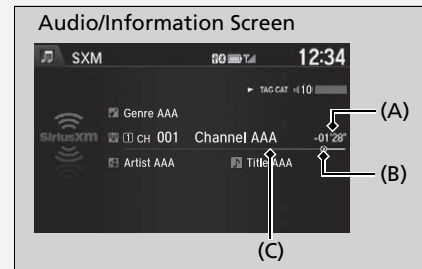 Audio/Information Screen
SXM
12:34
TAG CAT 10
Genre AAA
SiriusXM
1 CH 001 Channel AAA -01'28"
Artist AAA Title AAA
(A)
(B)
(C)